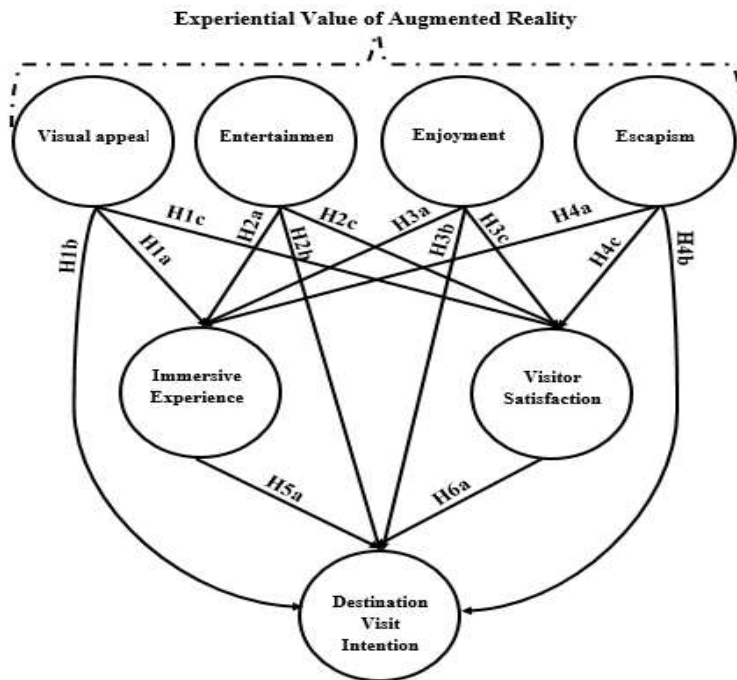 Experiential Value of Augmented Reality
Visual appeal
Entertainmen
Enjoyment
Escapism
H1c
H2a
H2c
H3a
H4a
H1b
H1a
H2b
H3b
H3c
H4c
H4b
Immersive
Experience
Visitor
Satisfaction
H5a
H6a
Destination
Visit
Intention